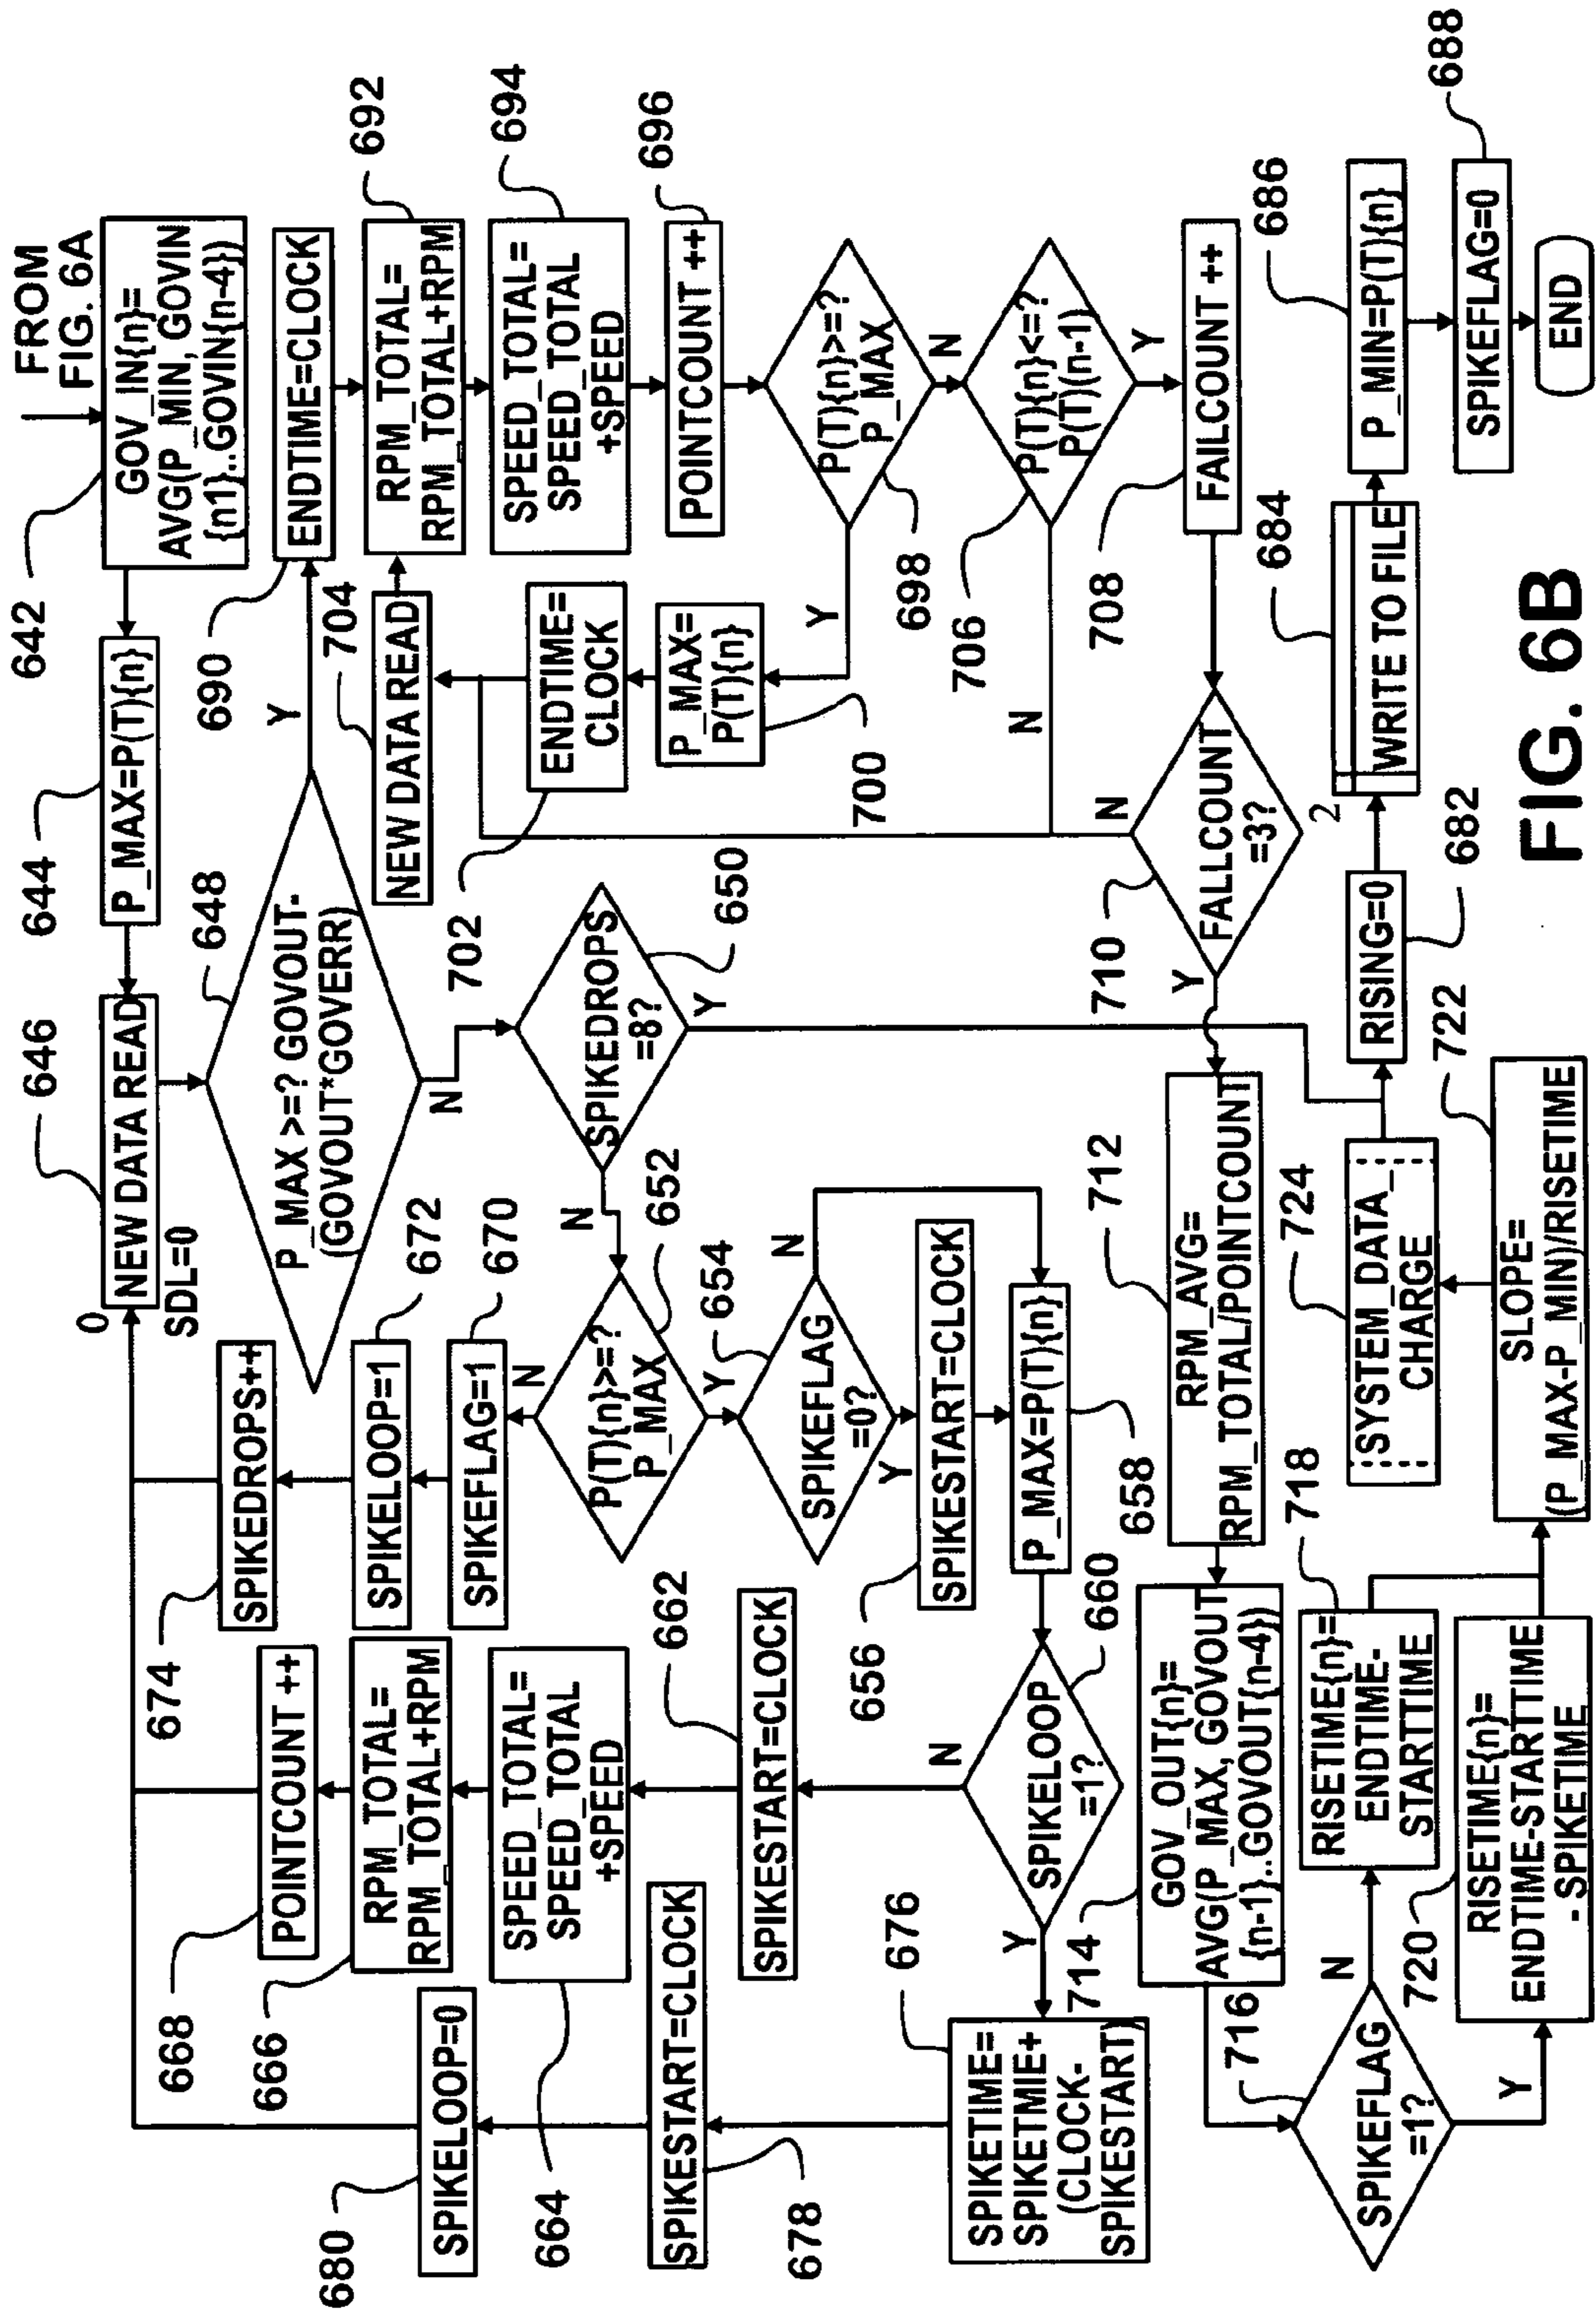 FROM
FIG. 6A
642
GOV_IN{n}=
AVG(P_MIN, GOVIN
{n1}..GOVIN{n-4})
644
P_MAX=P(T){n}
646
0
NEW DATA READ
SDL=0
648
P_MAX >=? GOVOUT-
(GOVOUT*GOVERR)
Y
N
690
ENDTIME=CLOCK
692
RPM_TOTAL=
RPM_TOTAL+RPM
694
SPEED_TOTAL=
SPEED_TOTAL
+SPEED
696
POINTCOUNT ++
P(T){n}>=?
P_MAX
698
Y
N
700
P_MAX=
P(T){n}
702
ENDTIME=
CLOCK
704
NEW DATA READ
706
P(T){n}<=?
P(T)(n-1)
N
Y
708
FAILCOUNT ++
710
FALLCOUNT
=3?
N
Y
650
SPIKEDROPS
=8?
Y
N
652
P(T){n}>=?
P_MAX
N
Y
670
SPIKEFLAG=1
672
SPIKELOOP=1
674
SPIKEDROPS++
654
SPIKEFLAG
=0?
N
Y
656
SPIKESTART=CLOCK
658
P_MAX=P(T){n}
660
SPIKELOOP
=1?
N
Y
662
SPIKESTART=CLOCK
664
SPEED_TOTAL=
SPEED_TOTAL
+SPEED
666
RPM_TOTAL=
RPM_TOTAL+RPM
668
POINTCOUNT ++
676
SPIKETIME=
SPIKETMIE+
(CLOCK-
SPIKESTART)
678
SPIKESTART=CLOCK
680
SPIKELOOP=0
712
RPM_AVG=
RPM_TOTAL/POINTCOUNT
714
GOV_OUT{n}=
AVG(P_MAX, GOVOUT
{n-1}..GOVOUT{n-4})
716
SPIKEFLAG
=1?
N
Y
718
RISETIME{n}=
ENDTIME-
STARTTIME
720
RISETIME{n}=
ENDTIME-STARTTIME
- SPIKETIME
722
SLOPE=
(P_MAX-P_MIN)/RISETIME
724
SYSTEM_DATA_
CHARGE
682
RISING=0
2
684
WRITE TO FILE
686
P_MIN=P(T){n}
688
SPIKEFLAG=0
END
FIG. 6B